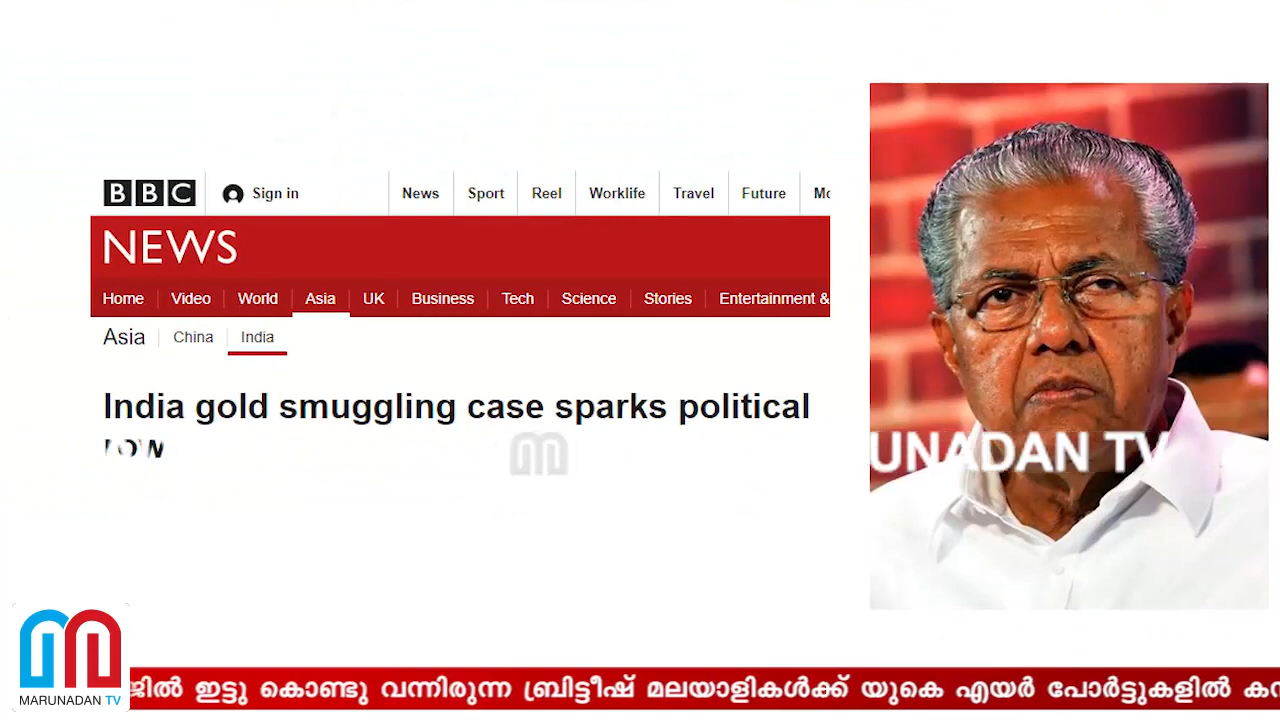 BBC Sign in News Sport Reel Worklife Travel Future Mo
NEWS
Home Video World Asia UK Business Tech Science Stories Entertainment &
Asia China India
India gold smuggling case sparks political
row
UNADAN TV
MARUNADAN TV
ഇട്ടു കൊണ്ടു വന്നിരുന്ന ബ്രിട്ടീഷ് മലയാളികൾക്ക് യുകെ എയർ പോർട്ടുകളിൽ